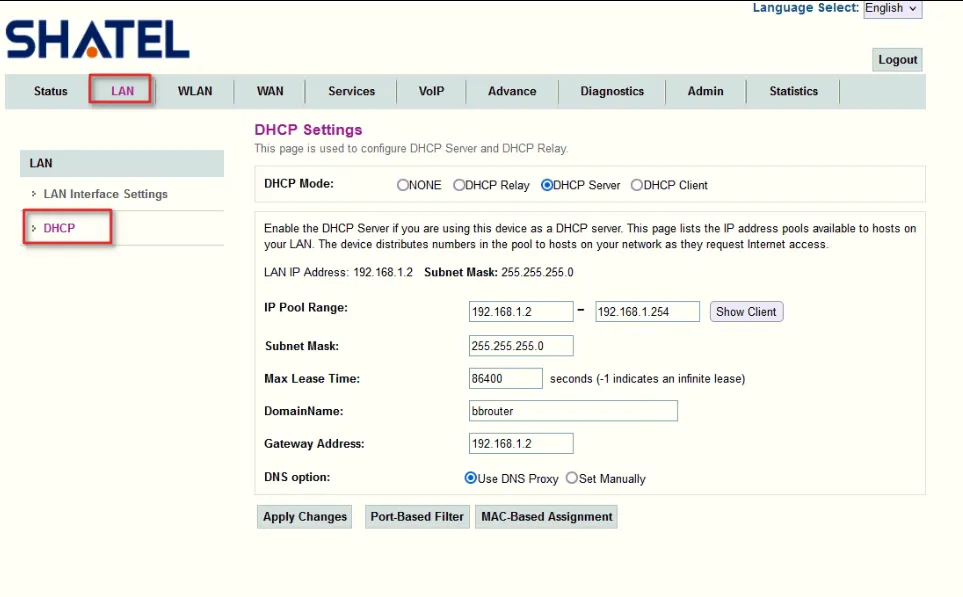 Language Select: English
SHATEL
Logout
Status LAN WLAN WAN Services VoIP Advance Diagnostics Admin Statistics
LAN
LAN Interface Settings
DHCP
DHCP Settings
This page is used to configure DHCP Server and DHCP Relay.
DHCP Mode: NONE DHCP Relay DHCP Server DHCP Client
Enable the DHCP Server if you are using this device as a DHCP server. This page lists the IP address pools available to hosts on
your LAN. The device distributes numbers in the pool to hosts on your network as they request Internet access.
LAN IP Address: 192.168.1.2 Subnet Mask: 255.255.255.0
IP Pool Range: 192.168.1.2 – 192.168.1.254 Show Client
Subnet Mask: 255.255.255.0
Max Lease Time: 86400 seconds (-1 indicates an infinite lease)
DomainName: bbrouter
Gateway Address: 192.168.1.2
DNS option: Use DNS Proxy Set Manually
Apply Changes Port-Based Filter MAC-Based Assignment